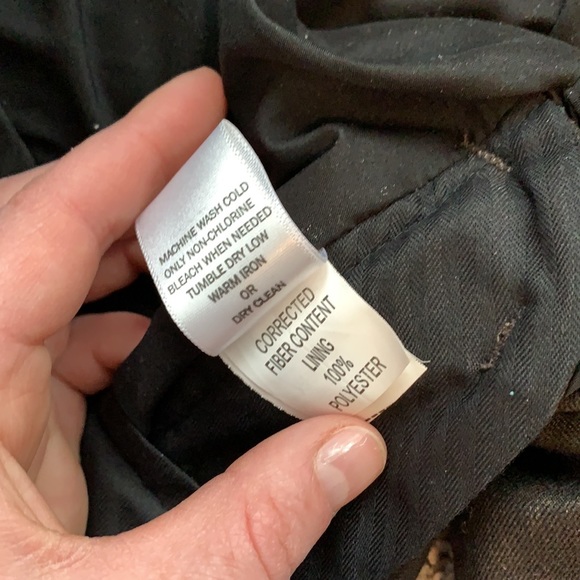 MACHINE WASH COLD
ONLY NON-CHLORINE
BLEACH WHEN NEEDED
TUMBLE DRY LOW
WARM IRON
OR
DRY CLEAN
CORRECTED
FIBER CONTENT
LINING
100%
POLYESTER